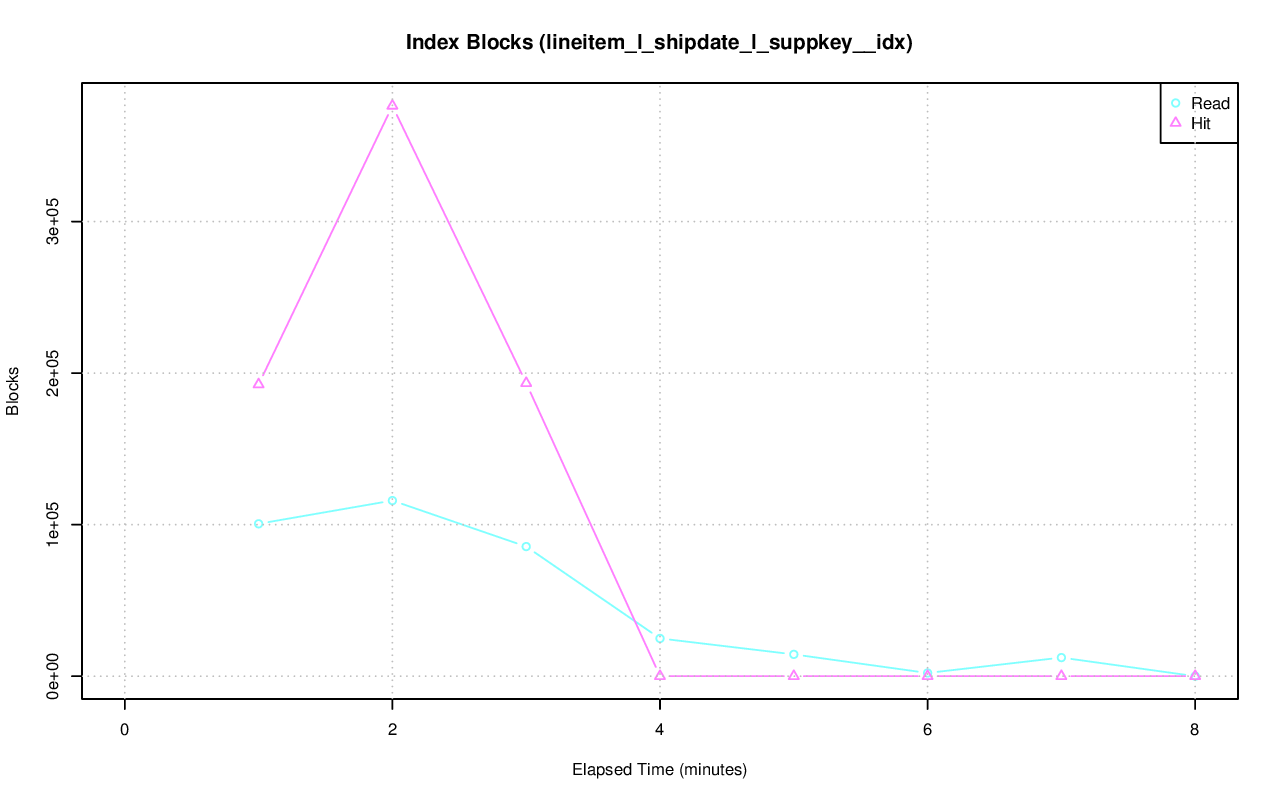 Index Blocks (lineitem_l_shipdate_l_suppkey__idx)
Read
Hit
3e+05
2e+05
1e+05
0e+00
Blocks
0 2 4 6 8
Elapsed Time (minutes)